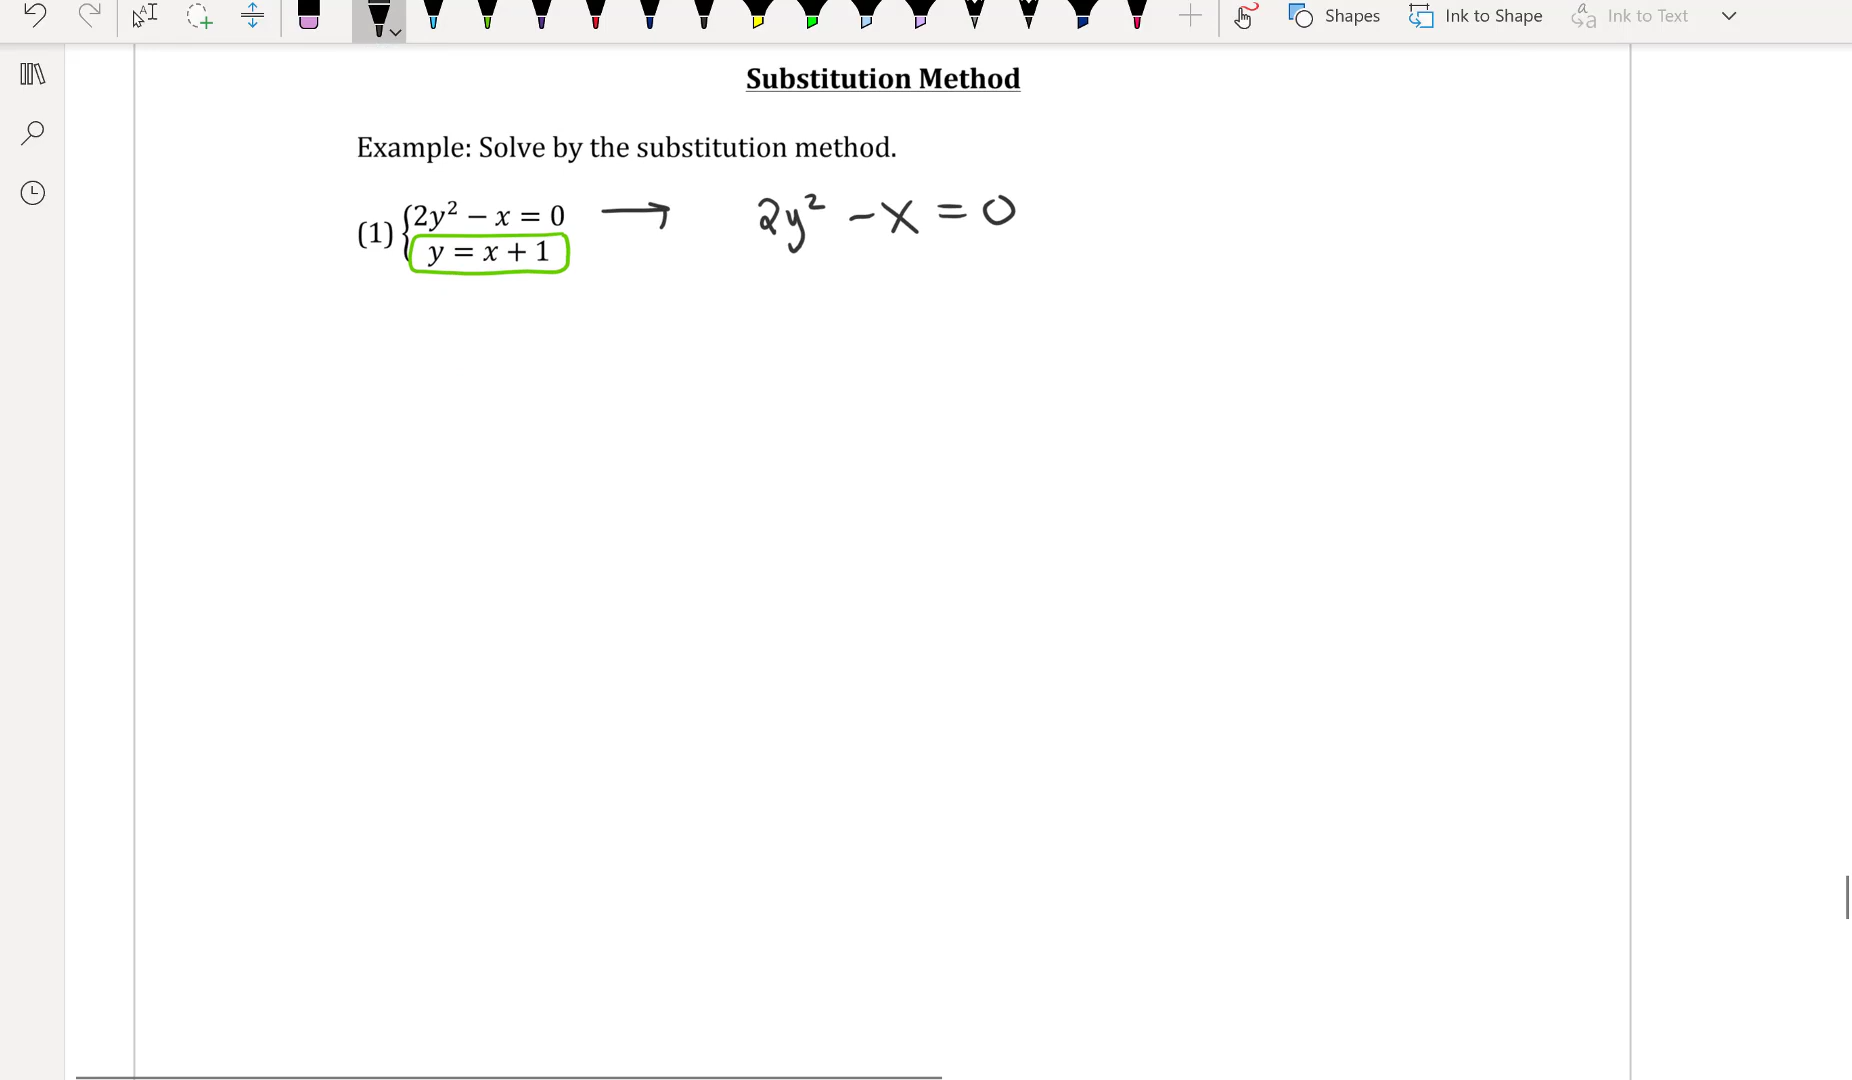 Shapes Ink to Shape Ink to Text
Substitution Method
Example: Solve by the substitution method.
(1) {2y² − x = 0 → 2y² − x = 0
y = x + 1